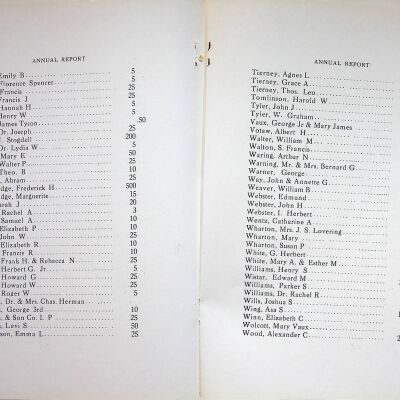 ANNUAL REPORT
Emily B. 5
Florence Spencer 5
Francis 25
Francis J 25
Hannah H 5
Henry W 5
James Tyson .50
Dr. Joseph 25
Stogdell 200
Dr. Lydia W 5
Mary E 50
Walter P 25
Theo. B 10
Abram 25
dge, Frederick H 500
dge, Marguerite 15
arah J 20
Rachel A 3
Samuel A 10
Elizabeth P 10
John W 25
Elizabeth R. 10
Francis R 10
Frank H. & Rebecca N 25
Herbert G. Jr 5
Howard G 25
Howard W 25
Roger W 5
Dr. & Mrs. Chas. Herman
George 3rd 10
& Son Co. I. P 25
Levi S 50
son, Emma L 25
ANNUAL REPORT
Tierney, Agnes L
Tierney, Grace A
Tierney, Thos. Leo
Tomlinson, Harold W
Tyler, John J
Tyler, W. Graham
Vaux, George Jr & Mary James
Votaw, Albert H
Walter, William M
Walton, S. Francis
Waring, Arthur N
Warning, Mr. & Mrs. Bernard G
Warner, George
Way, John & Annette G
Weaver, William B
Webster, Edmund
Webster, John H
Webster, I. Herbert
Wentz, Catharine A
Wharton, Mrs. J. S. Lovering
Wharton, Mary
Wharton, Susan P
White, G. Herbert
White, Mary A. & Esther M
Williams, Henry S
Wistar, Edward M
Williams, Parker S
Williams, Dr. Rachel R
Wills, Joshua S
Wing, Asa S
Winn, Elizabeth C
Wolcott, Mary Vaux
Wood, Alexander C